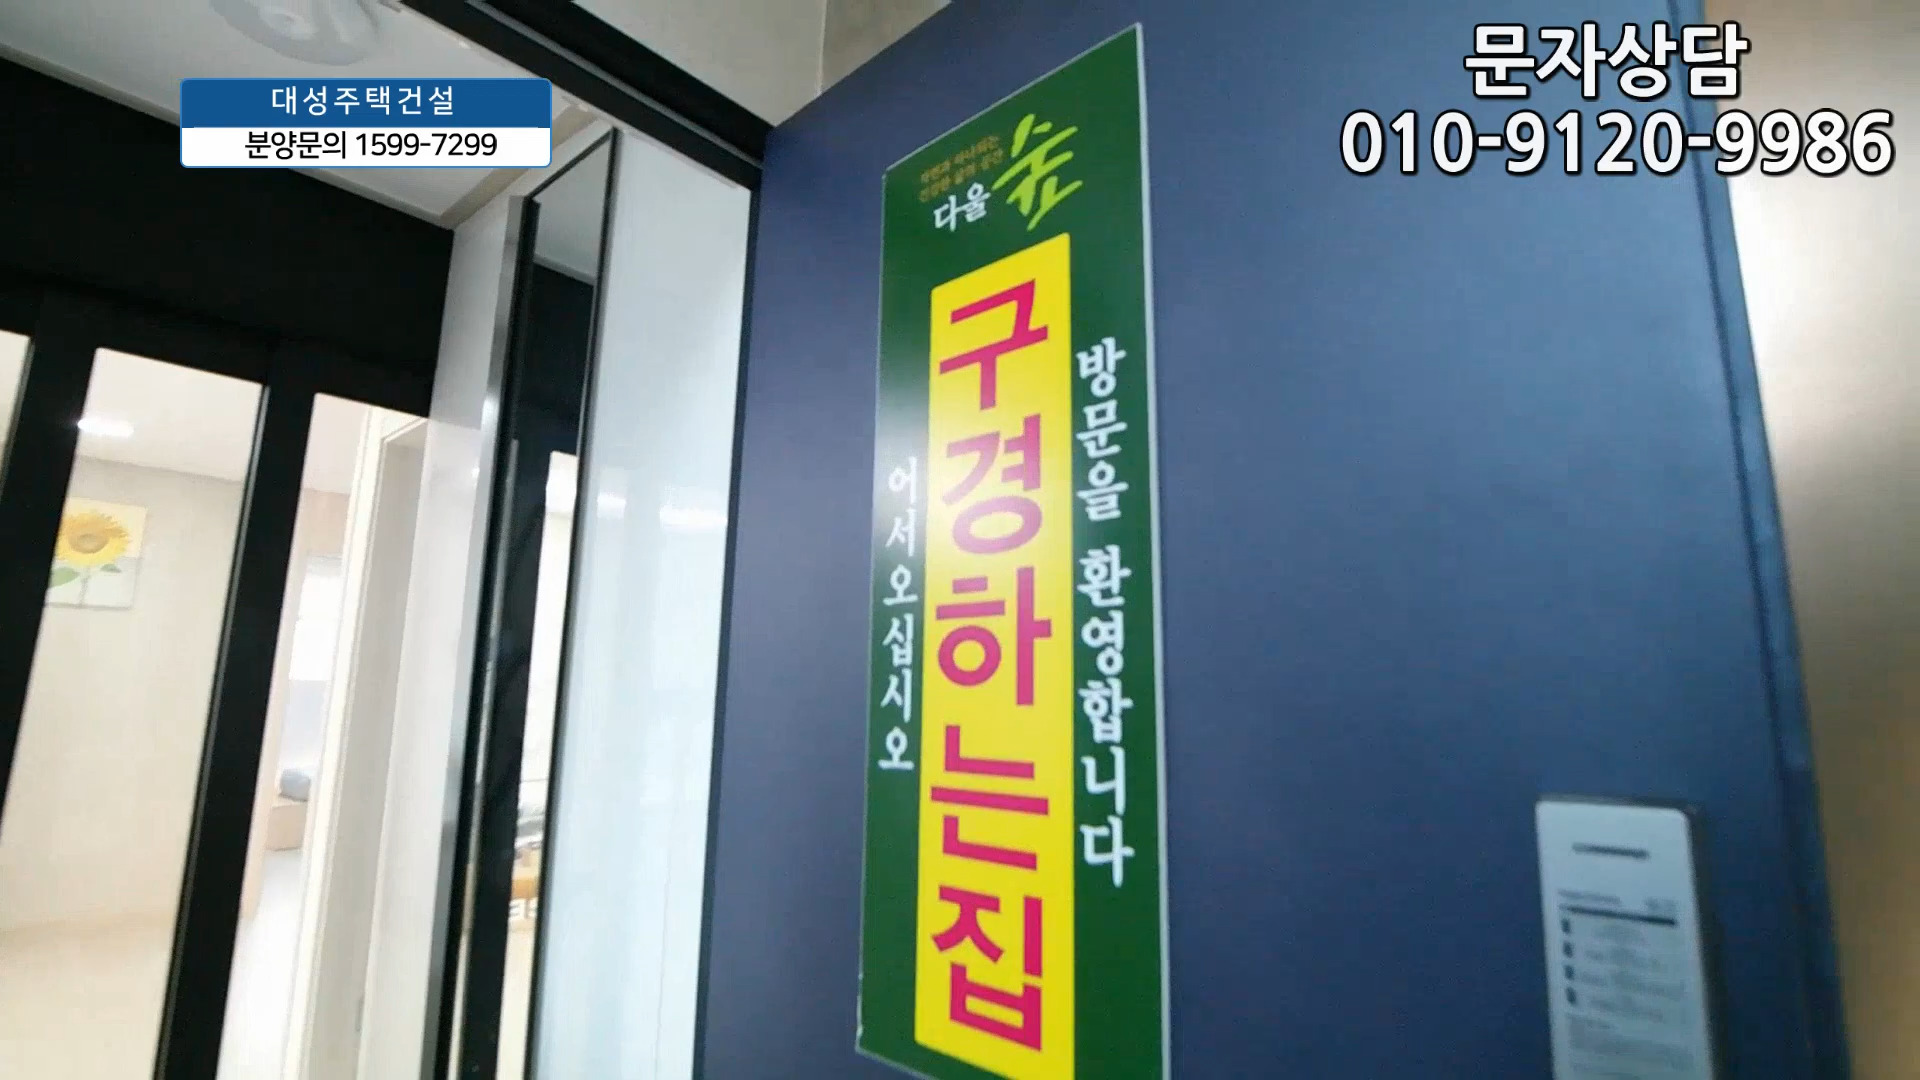 대성주택건설
분양문의 1599-7299
문자상담
010-9120-9986
다울 숲
방문을 환영합니다
구경하는집
어서오십시오